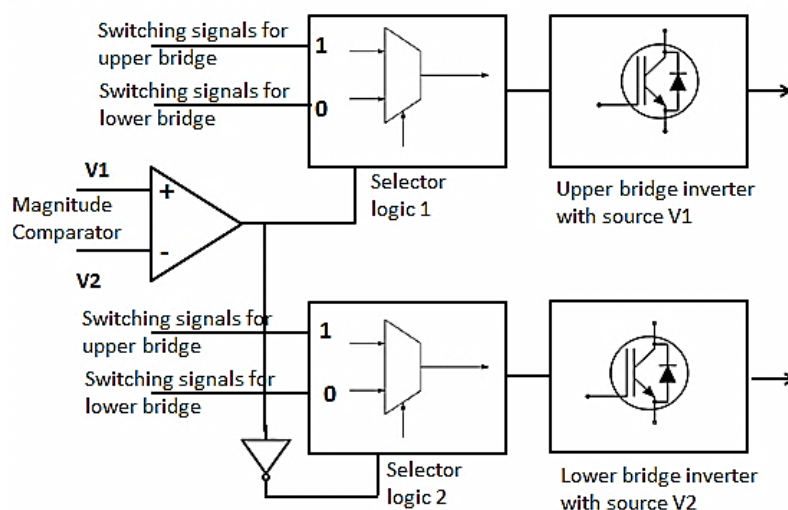 Switching signals for
upper bridge
1
Switching signals for
lower bridge
0
V1
+
Magnitude
Comparator
-
V2
Selector
logic 1
Upper bridge inverter
with source V1
Switching signals for
upper bridge
1
Switching signals for
lower bridge
0
Selector
logic 2
Lower bridge inverter
with source V2